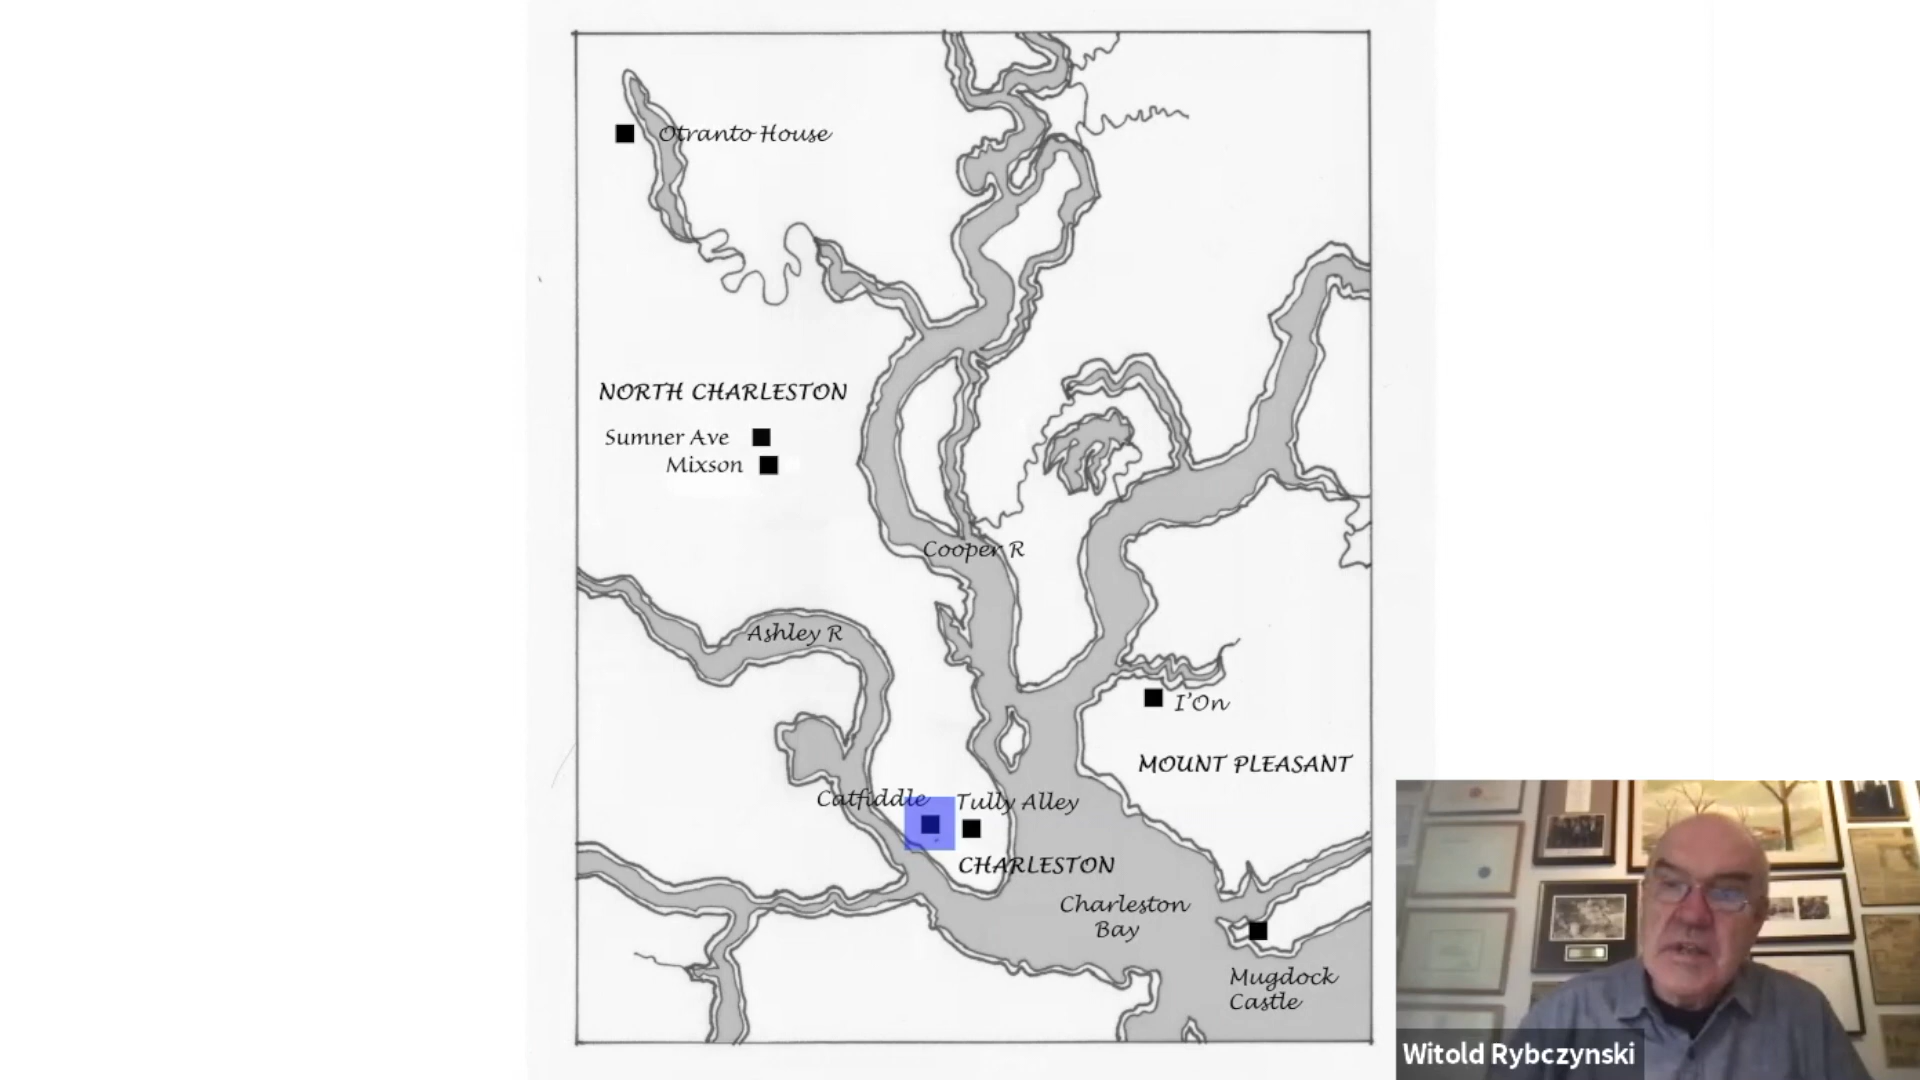 Otranto House
NORTH CHARLESTON
Sumner Ave
Mixson
Cooper R
Ashley R
I'On
MOUNT PLEASANT
Catfiddle
Tully Alley
CHARLESTON
Charleston
Bay
Mugdock
Castle
Witold Rybczynski